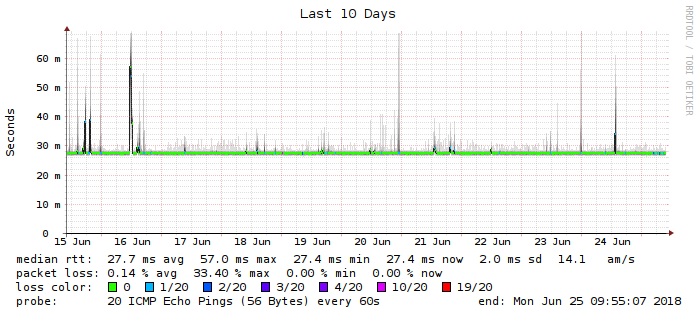 Last 10 Days
RRDTOOL / TOBI OETIKER
Seconds
60 m
50 m
40 m
30 m
20 m
10 m
0
15 Jun 16 Jun 17 Jun 18 Jun 19 Jun 20 Jun 21 Jun 22 Jun 23 Jun 24 Jun
median rtt: 27.7 ms avg 57.0 ms max 27.4 ms min 27.4 ms now 2.0 ms sd 14.1 am/s
packet loss: 0.14 % avg 33.40 % max 0.00 % min 0.00 % now
loss color: 0 1/20 2/20 3/20 4/20 10/20 19/20
probe: 20 ICMP Echo Pings (56 Bytes) every 60s end: Mon Jun 25 09:55:07 2018